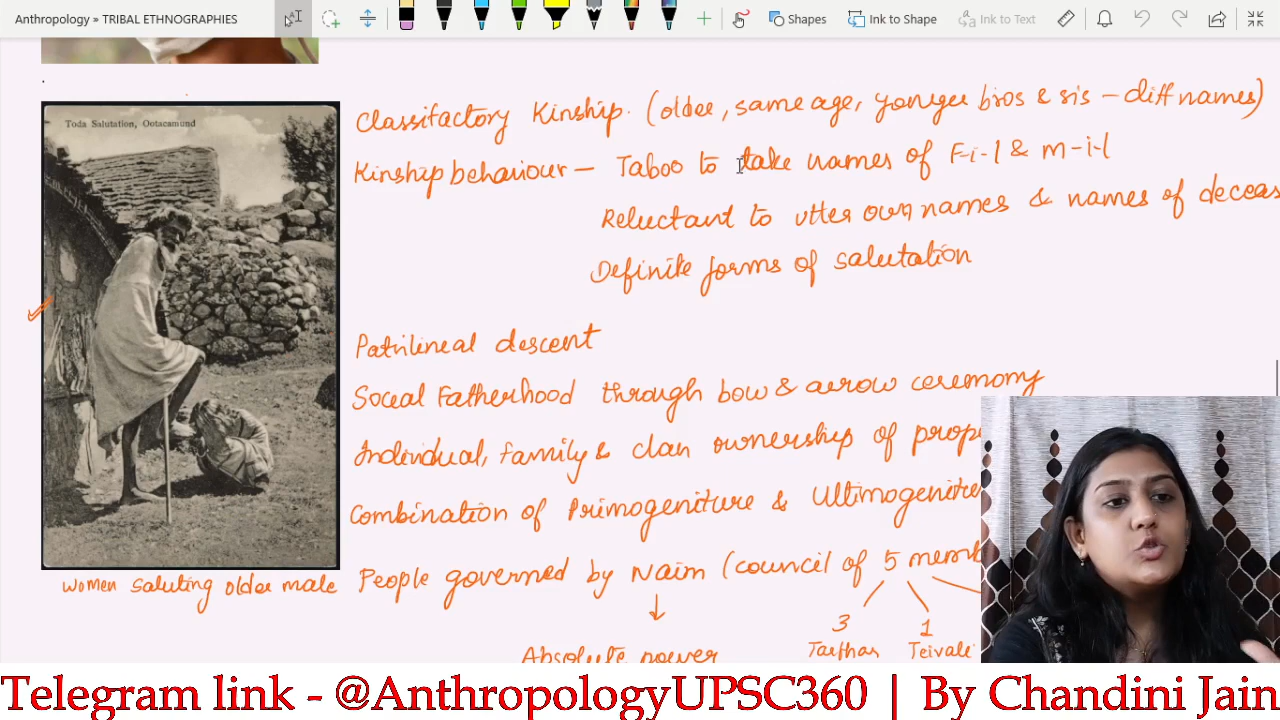 Anthropology » TRIBAL ETHNOGRAPHIES
Shapes
Ink to Shape
Ink to Text
Toda Salutation, Ootacamund
Classifactory Kinship. (older, same age, younger bros & sis – diff names)
Kinship behaviour – Taboo to take names of F-i-l & m-i-l
Reluctant to utter own names & names of deceas
Definite forms of salutation
Patrilineal descent
Social Fatherhood through bow & arrow ceremony
Individual, family & clan ownership of prop
Combination of Primogeniture & Ultimogenitu
People governed by Naim (council of 5 memb
3
1
Tarthar
Teivali
Absolute power
women saluting older male
Telegram link - @AnthropologyUPSC360 | By Chandini Jain